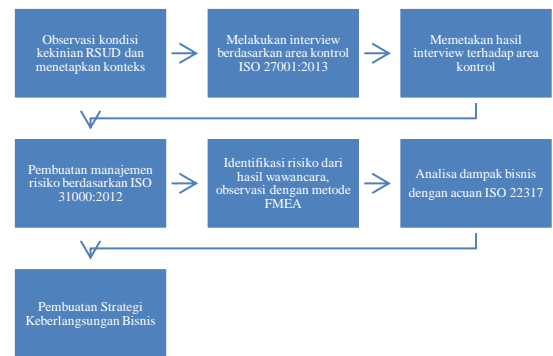 Observasi kondisi
kekinian RSUD dan
menetapkan konteks
Melakukan interview
berdasarkan area kontrol
ISO 27001:2013
Memetakan hasil
interview terhadap area
kontrol
Pembuatan manajemen
risiko berdasarkan ISO
31000:2012
Identifikasi risiko dari
hasil wawancara,
observasi dengan metode
FMEA
Analisa dampak bisnis
dengan acuan ISO 22317
Pembuatan Strategi
Keberlangsungan Bisnis